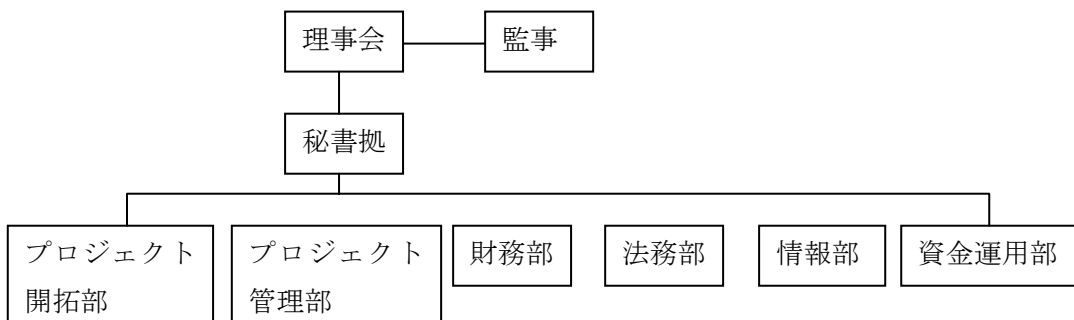 理事会
監事
秘書拠
プロジェクト
開拓部
プロジェクト
管理部
財務部
法務部
情報部
資金運用部